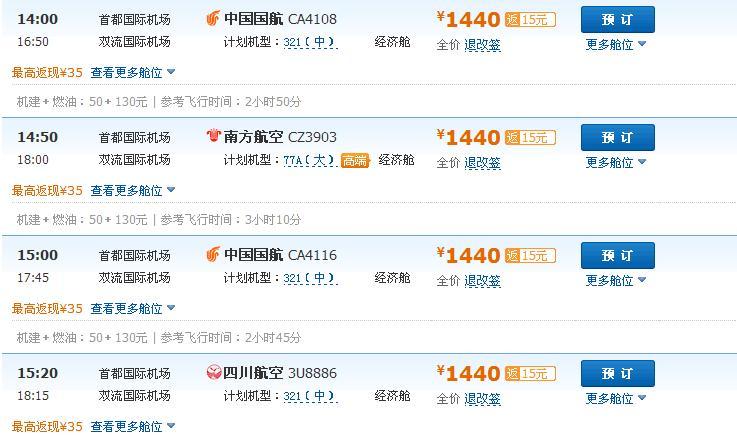 14:00 首都国际机场 中国国航 CA4108 ¥1440 返15元 预 订
16:50 双流国际机场 计划机型：321(中) 经济舱 全价 退改签 更多舱位
最高返现¥35 查看更多舱位
机建+燃油：50+130元 | 参考飞行时间：2小时50分
14:50 首都国际机场 南方航空 CZ3903 ¥1440 返15元 预 订
18:00 双流国际机场 计划机型：77A(大) 高端 经济舱 全价 退改签 更多舱位
最高返现¥35 查看更多舱位
机建+燃油：50+130元 | 参考飞行时间：3小时10分
15:00 首都国际机场 中国国航 CA4116 ¥1440 返15元 预 订
17:45 双流国际机场 计划机型：321(中) 经济舱 全价 退改签 更多舱位
最高返现¥35 查看更多舱位
机建+燃油：50+130元 | 参考飞行时间：2小时45分
15:20 首都国际机场 四川航空 3U8886 ¥1440 返15元 预 订
18:15 双流国际机场 计划机型：321(中) 经济舱 全价 退改签 更多舱位
最高返现¥35 查看更多舱位